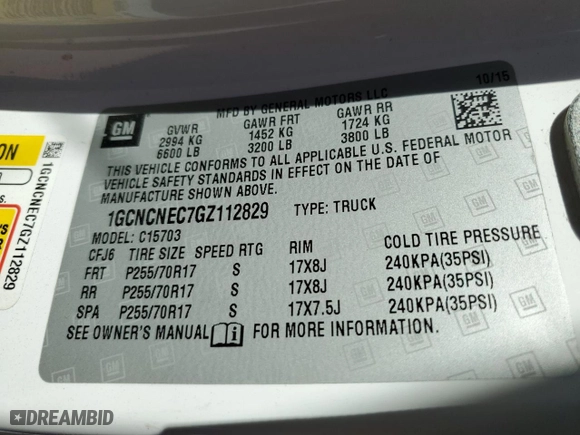 10/15
MFD BY GENERAL MOTORS LLC
GM
GVWR GAWR FRT GAWR RR
2994 KG 1452 KG 1724 KG
6600 LB 3200 LB 3800 LB
THIS VEHICLE CONFORMS TO ALL APPLICABLE U.S. FEDERAL MOTOR
VEHICLE SAFETY STANDARDS IN EFFECT ON THE DATE OF
MANUFACTURE SHOWN ABOVE.
1GCNCNEC7GZ112829 TYPE: TRUCK
MODEL: C15703
CFJ6 TIRE SIZE SPEED RTG RIM COLD TIRE PRESSURE
FRT P255/70R17 S 17X8J 240KPA(35PSI)
RR P255/70R17 S 17X8J 240KPA(35PSI)
SPA P255/70R17 S 17X7.5J 240KPA(35PSI)
SEE OWNER'S MANUAL FOR MORE INFORMATION.
ION
1GCNCNEC7GZ112829
DREAMBID